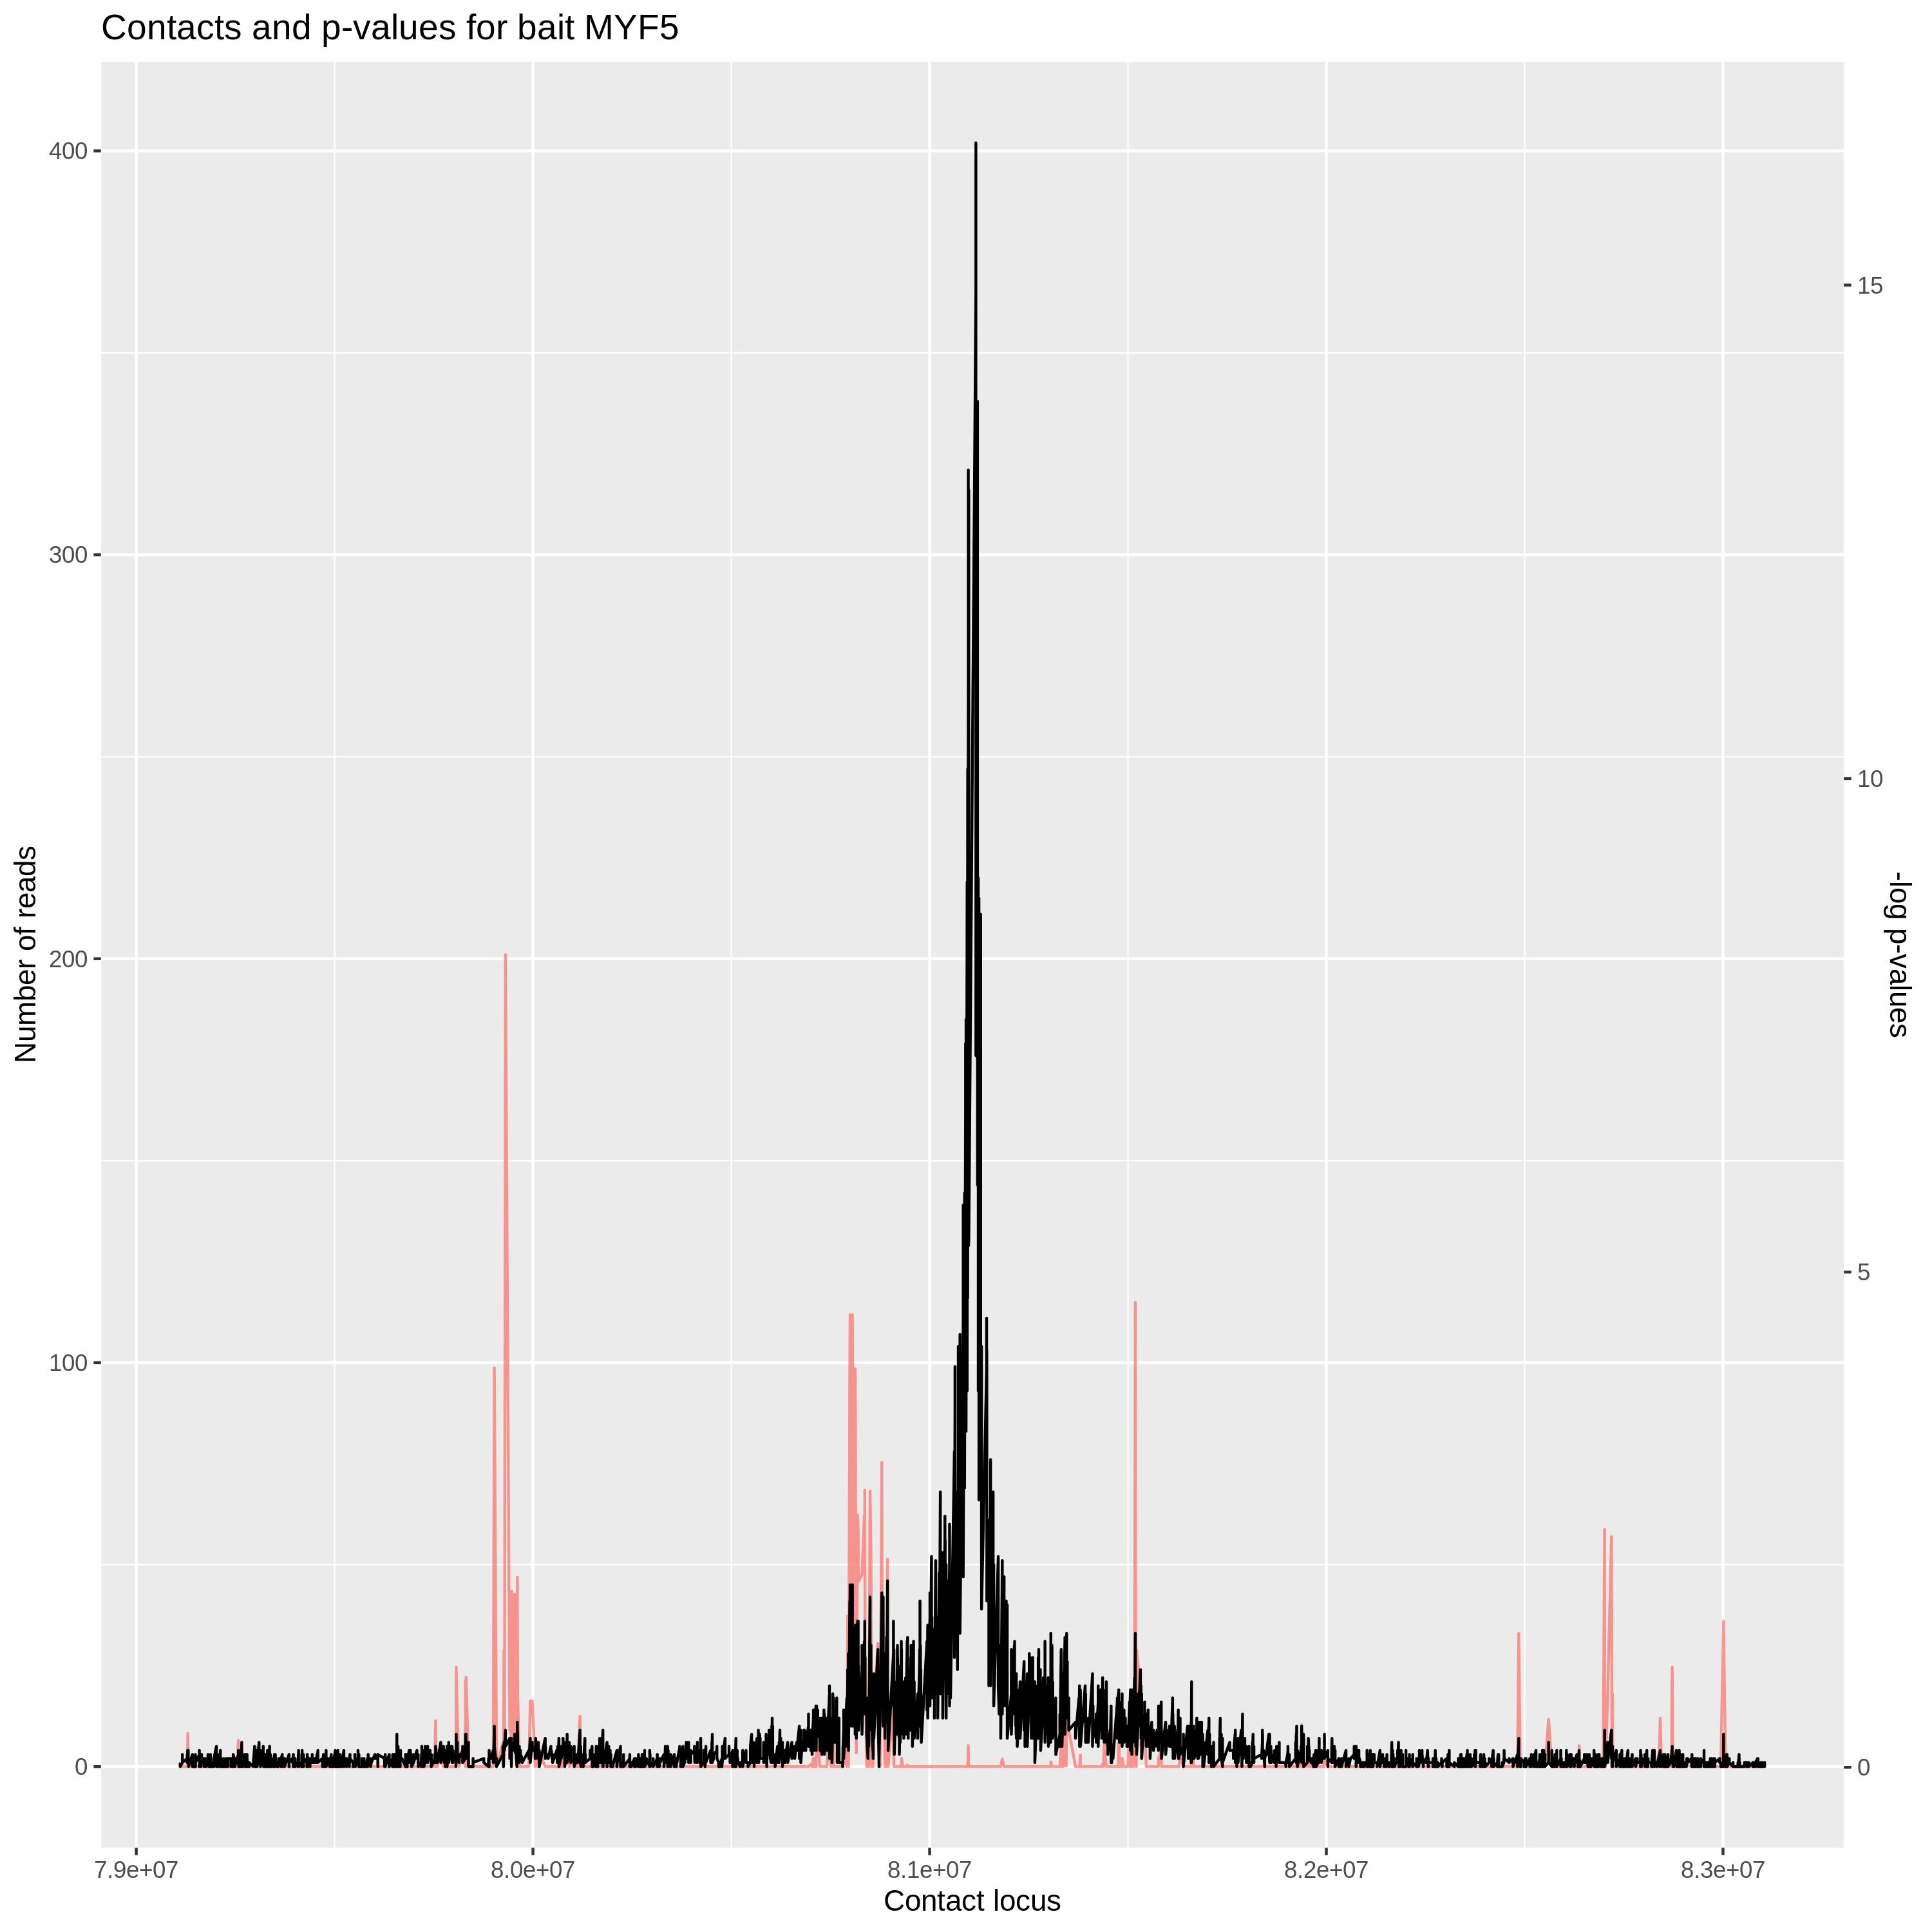 Contacts and p-values for bait MYF5
400
300
200
100
0
Number of reads
15
10
5
0
-log p-values
7.9e+07 8.0e+07 8.1e+07 8.2e+07 8.3e+07
Contact locus